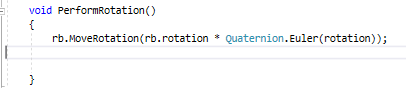 void PerformRotation()
{
rb.MoveRotation(rb.rotation * Quaternion.Euler(rotation));
}